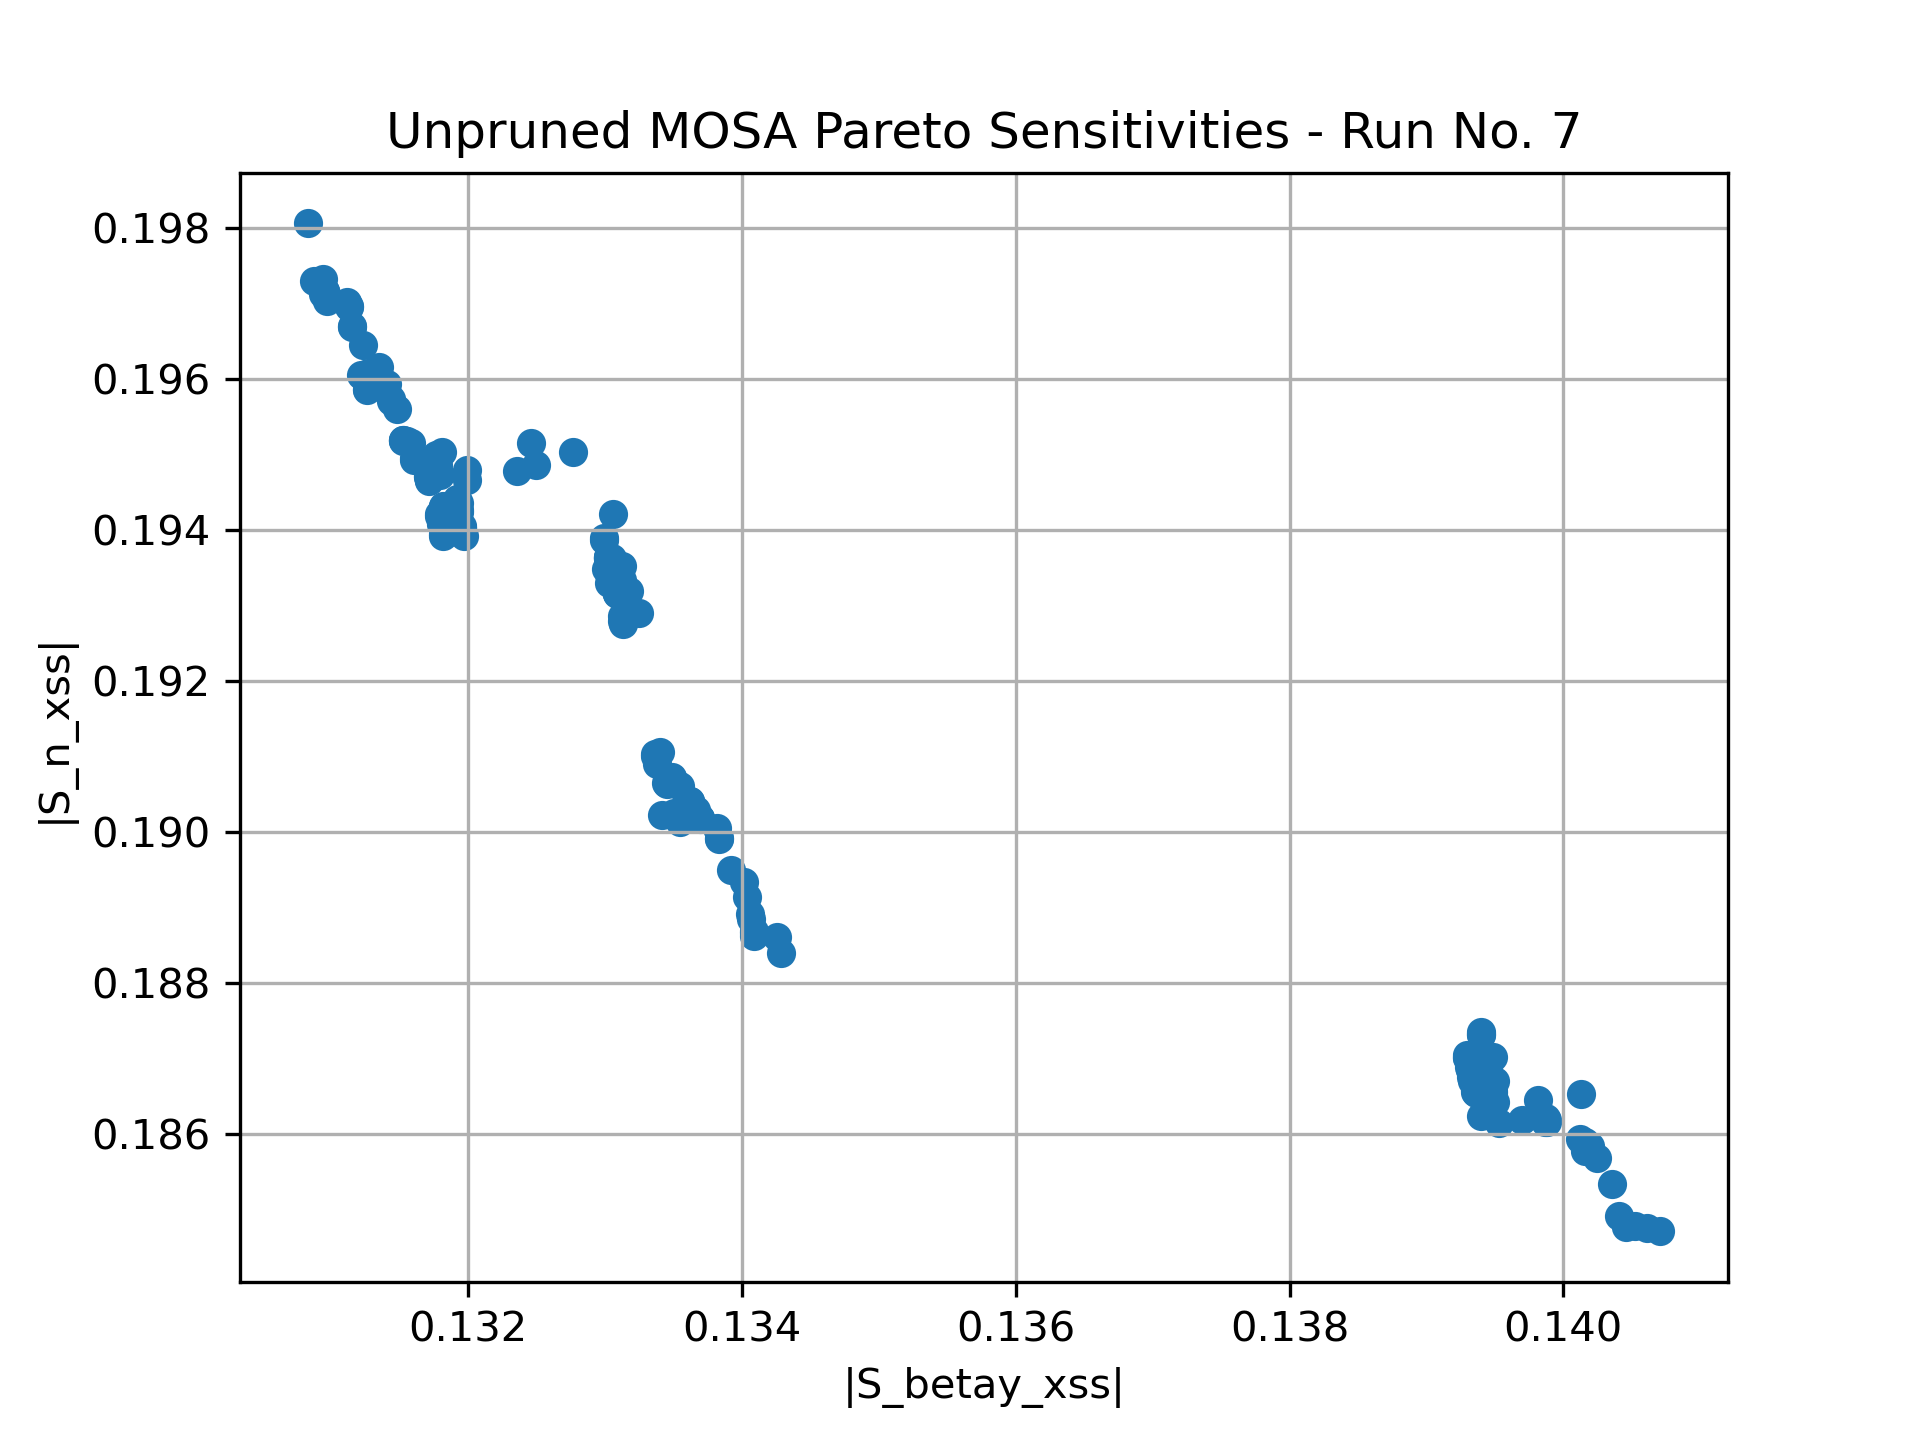 Unpruned MOSA Pareto Sensitivities - Run No. 7
0.198
0.196
0.194
0.192
0.190
0.188
0.186
|S_n_xss|
0.132 0.134 0.136 0.138 0.140
|S_betay_xss|